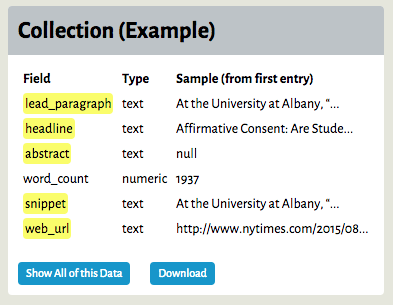 Collection (Example)
Field Type Sample (from first entry)
lead_paragraph text At the University at Albany, “...
headline text Affirmative Consent: Are Stude...
abstract text null
word_count numeric 1937
snippet text At the University at Albany, “...
web_url text http://www.nytimes.com/2015/08...
Show All of this Data Download